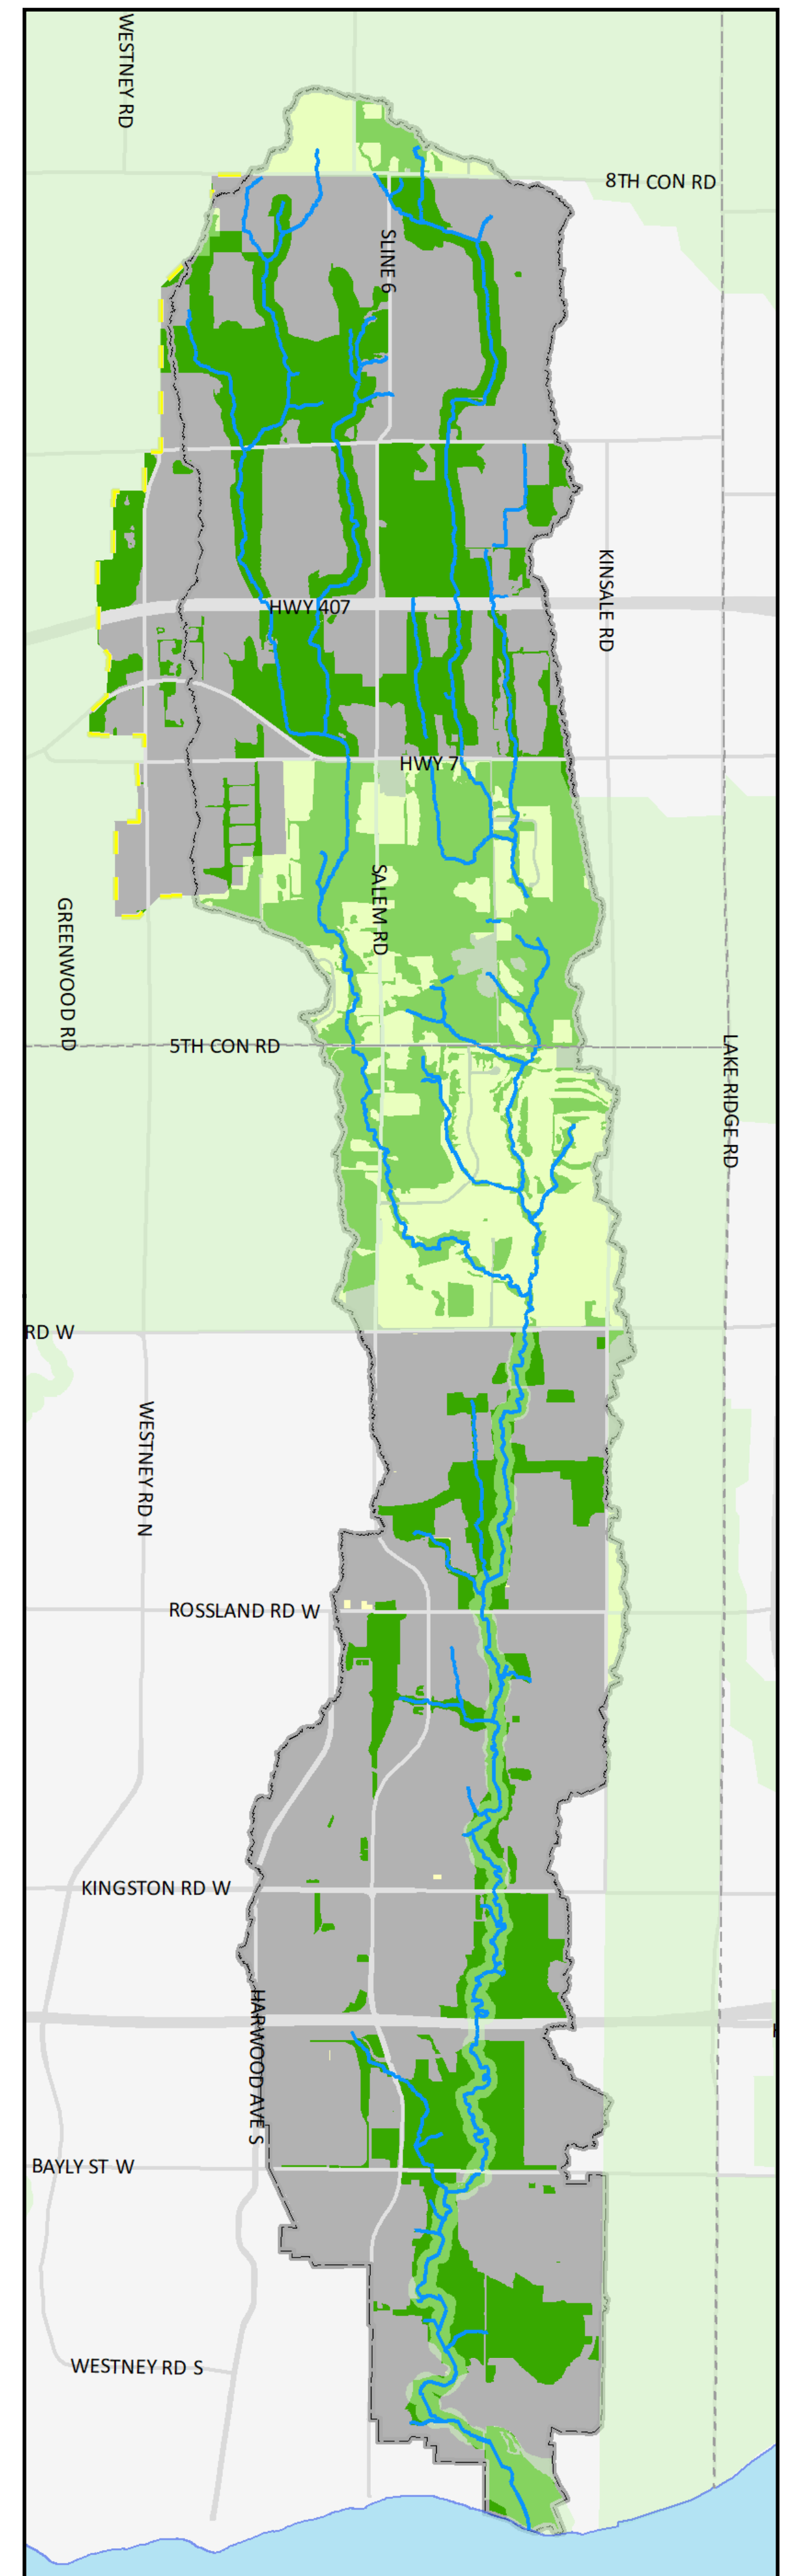 WESTNEY RD
8TH CON RD
SLINE 6
KINSALE RD
HWY 407
HWY 7
SALEM RD
GREENWOOD RD
5TH CON RD
LAKE RIDGE RD
RD W
WESTNEY RD N
ROSSLAND RD W
KINGSTON RD W
HARWOOD AVE S
BAYLY ST W
WESTNEY RD S